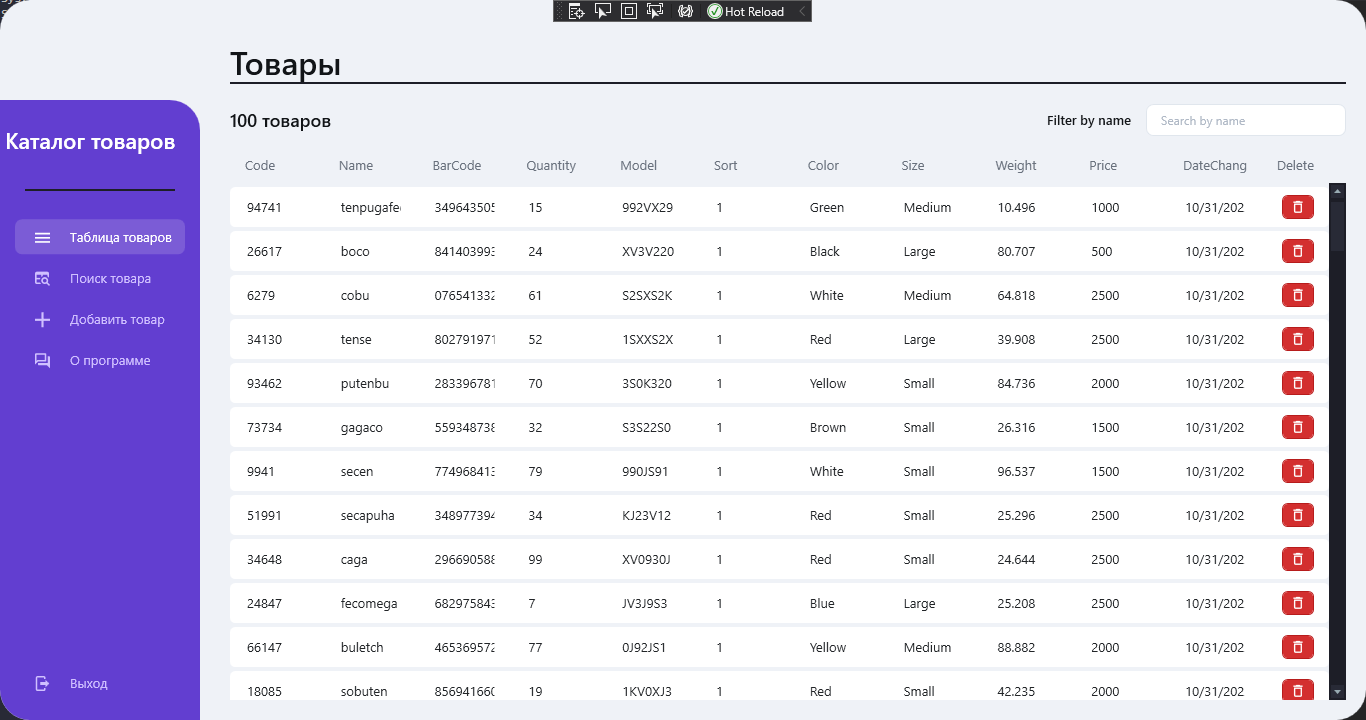 Hot Reload
Товары
Каталог товаров
Таблица товаров
Поиск товара
Добавить товар
О программе
Выход
100 товаров
Filter by name
Search by name
Code Name BarCode Quantity Model Sort Color Size Weight Price DateChang Delete
94741 tenpugafe 349643505 15 992VX29 1 Green Medium 10.496 1000 10/31/202
26617 boco 841403993 24 XV3V220 1 Black Large 80.707 500 10/31/202
6279 cobu 076541332 61 S2SXS2K 1 White Medium 64.818 2500 10/31/202
34130 tense 802791971 52 1SXXS2X 1 Red Large 39.908 2500 10/31/202
93462 putenbu 283396781 70 3S0K320 1 Yellow Small 84.736 2000 10/31/202
73734 gagaco 559348738 32 S3S22S0 1 Brown Small 26.316 1500 10/31/202
9941 secen 774968413 79 990JS91 1 White Small 96.537 1500 10/31/202
51991 secapuha 348977394 34 KJ23V12 1 Red Small 25.296 2500 10/31/202
34648 caga 296690588 99 XV0930J 1 Red Small 24.644 2500 10/31/202
24847 fecomega 682975843 7 JV3J9S3 1 Blue Large 25.208 2500 10/31/202
66147 buletch 465369572 77 0J92JS1 1 Yellow Medium 88.882 2000 10/31/202
18085 sobuten 856941660 19 1KV0XJ3 1 Red Small 42.235 2000 10/31/202